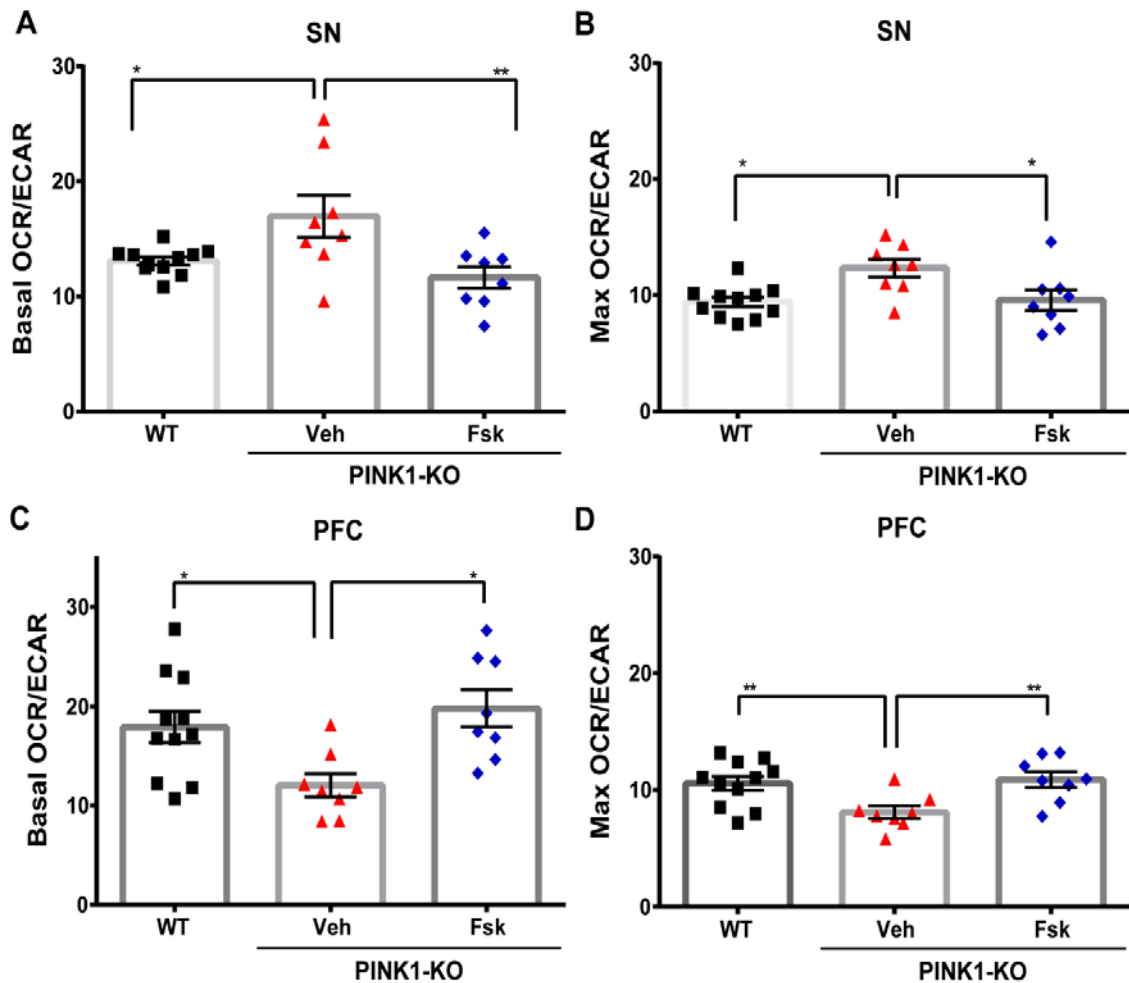 A
SN
Basal OCR/ECAR
30
20
10
0
*
**
WT
Veh
Fsk
PINK1-KO
B
SN
Max OCR/ECAR
30
20
10
0
*
*
WT
Veh
Fsk
PINK1-KO
C
PFC
Basal OCR/ECAR
30
20
10
0
*
*
WT
Veh
Fsk
PINK1-KO
D
PFC
Max OCR/ECAR
30
20
10
0
**
**
WT
Veh
Fsk
PINK1-KO